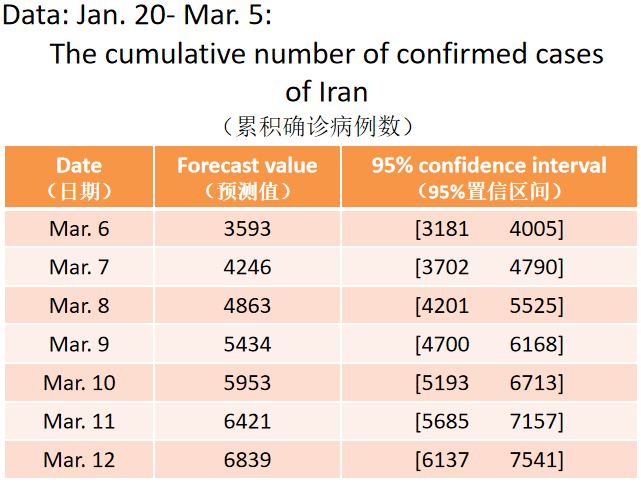 Data: Jan. 20- Mar. 5:
The cumulative number of confirmed cases
of Iran
（累积确诊病例数）
Date Forecast value 95% confidence interval
（日期） （预测值） （95%置信区间）
Mar. 6 3593 [3181 4005]
Mar. 7 4246 [3702 4790]
Mar. 8 4863 [4201 5525]
Mar. 9 5434 [4700 6168]
Mar. 10 5953 [5193 6713]
Mar. 11 6421 [5685 7157]
Mar. 12 6839 [6137 7541]